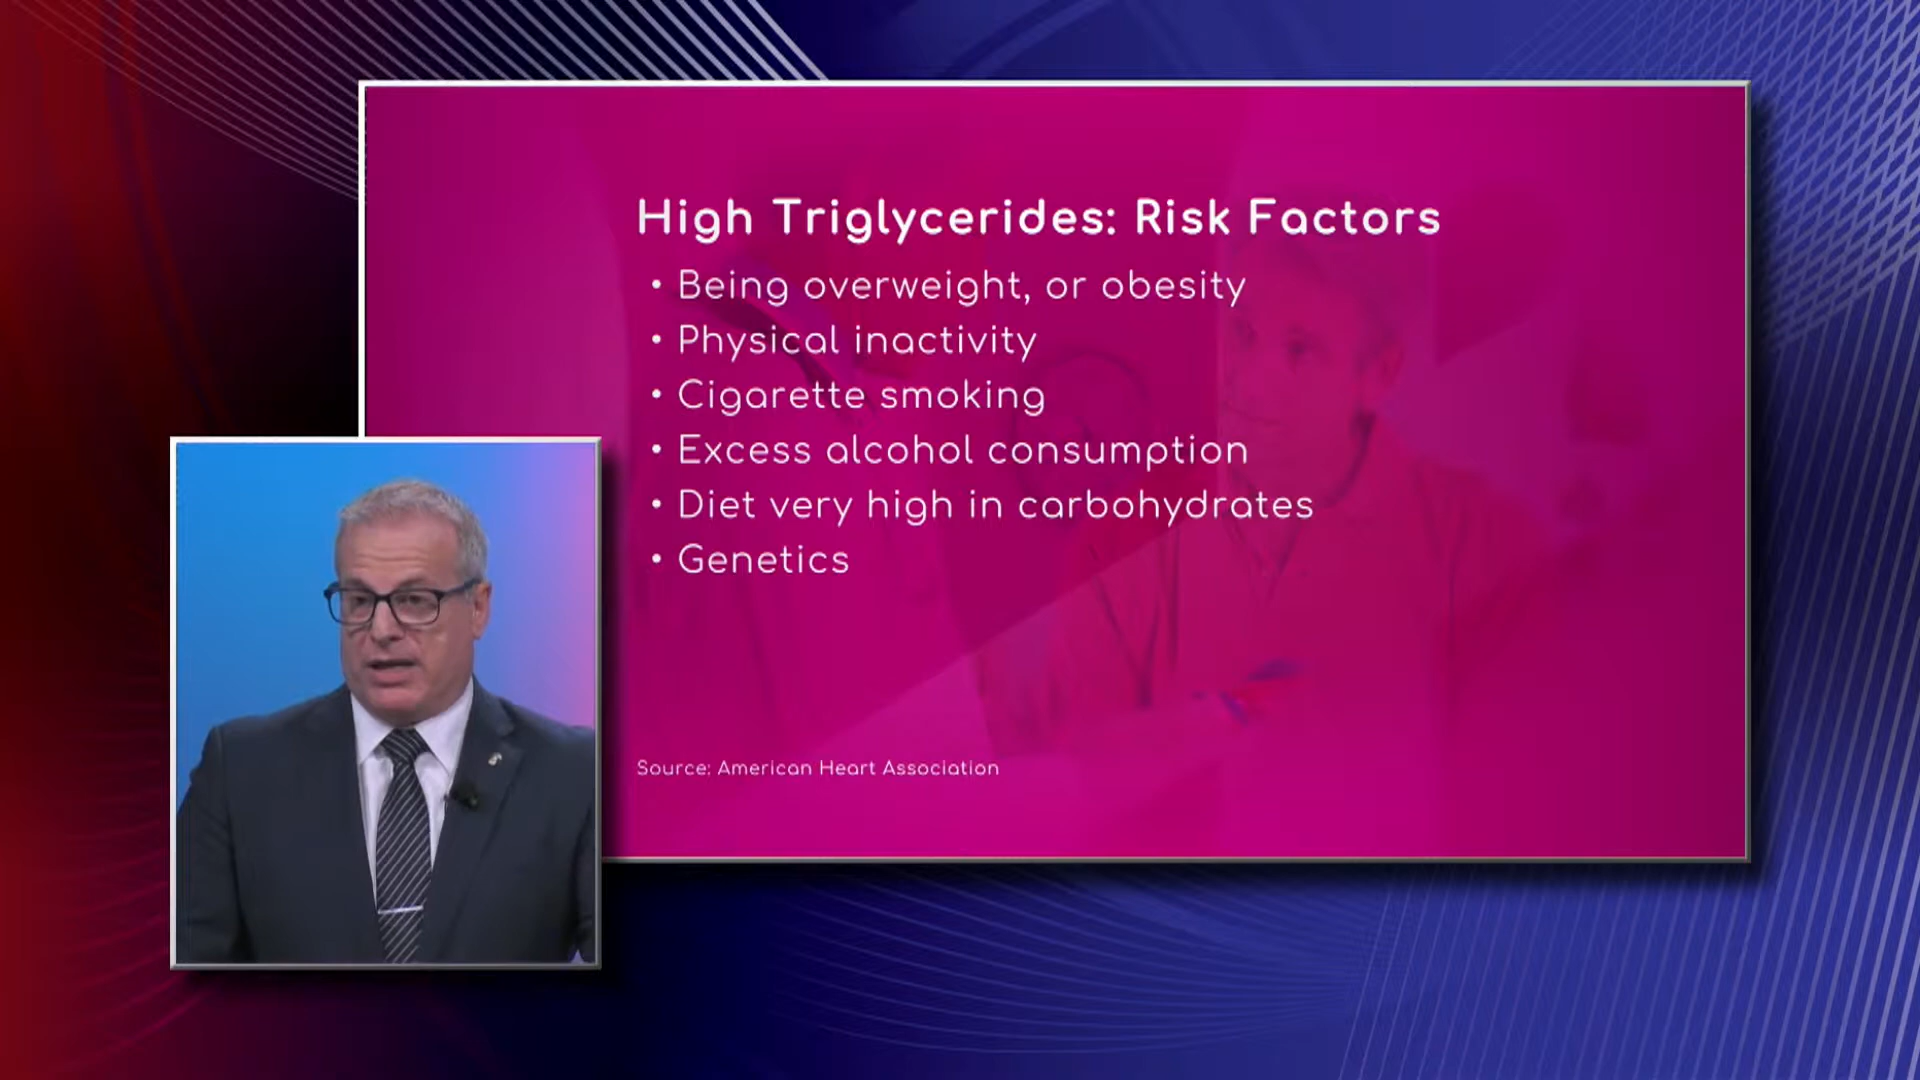 High Triglycerides: Risk Factors
• Being overweight, or obesity
• Physical inactivity
• Cigarette smoking
• Excess alcohol consumption
• Diet very high in carbohydrates
• Genetics
Source: American Heart Association